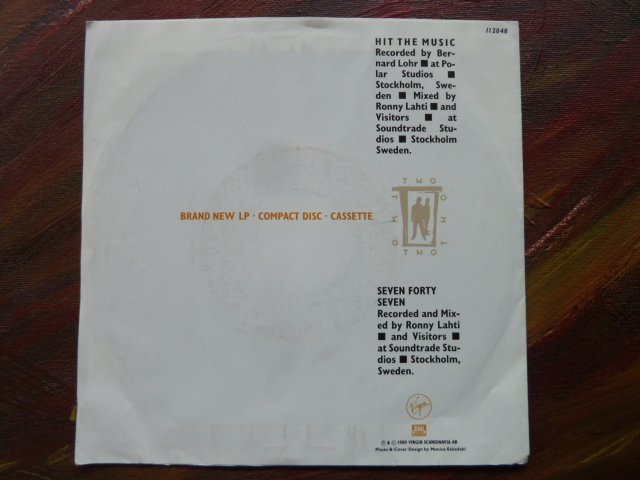 112048
HIT THE MUSIC
Recorded by Ber-
nard Lohr ■ at Po-
lar Studios ■
Stockholm, Swe-
den ■ Mixed by
Ronny Lahti ■ and
Visitors ■ at
Soundtrade Stu-
dios ■ Stockholm
Sweden.
TWO
BRAND NEW LP · COMPACT DISC · CASSETTE
TWO
SEVEN FORTY
SEVEN
Recorded and Mix-
ed by Ronny Lahti
■ and Visitors ■
at Soundtrade Stu-
dios ■ Stockholm,
Sweden.
Virgin
EMI
℗ & © 1989 VIRGIN SCANDINAVIA AB
Photo & Cover Design by Monica Eskedahl